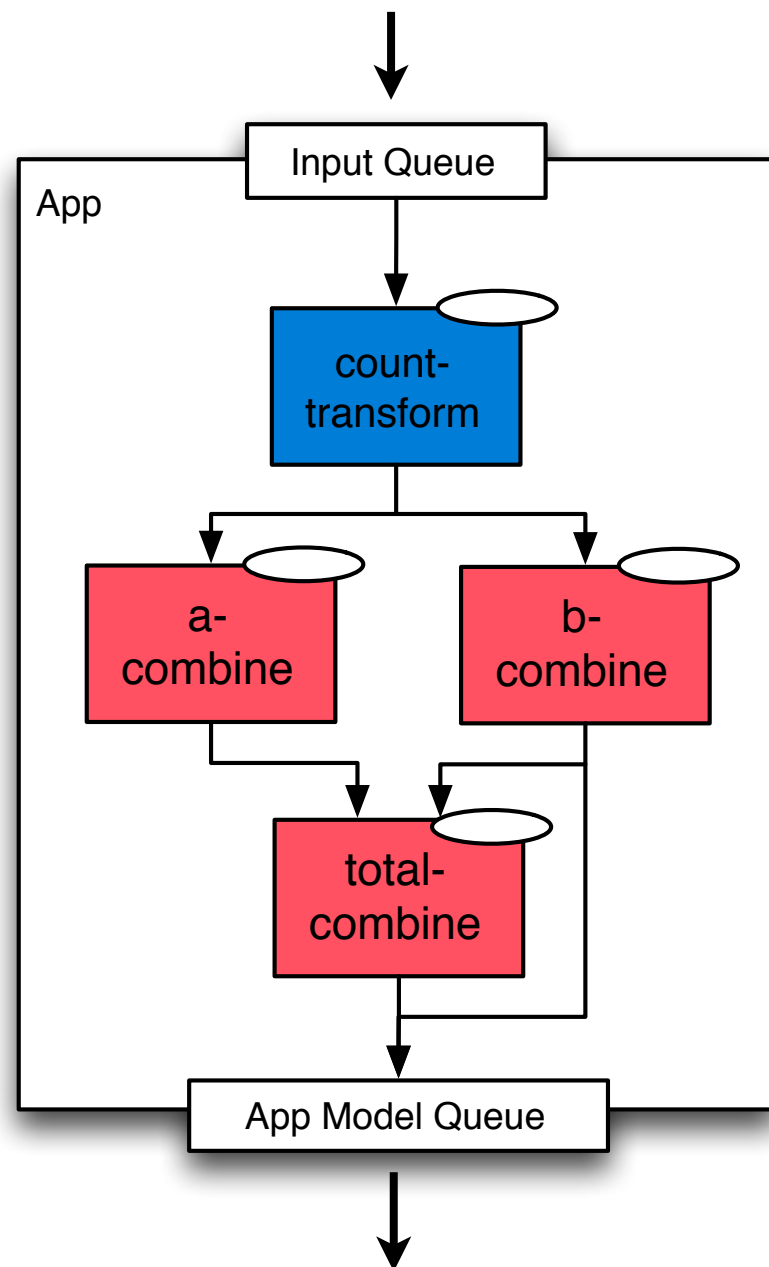 Input Queue
App
count-
transform
a-
combine
b-
combine
total-
combine
App Model Queue